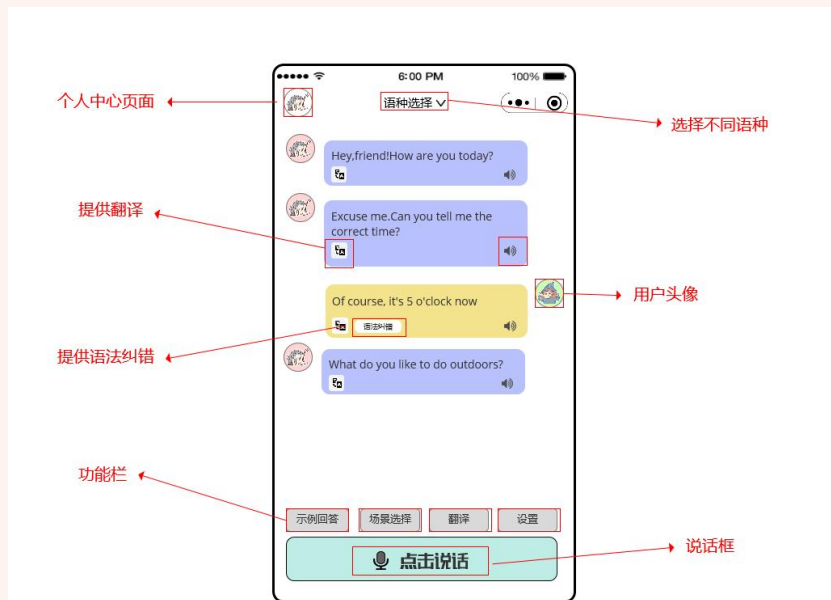 6:00 PM
100%
个人中心页面
语种选择
选择不同语种
Hey,friend!How are you today?
提供翻译
Excuse me.Can you tell me the
correct time?
用户头像
Of course, it's 5 o'clock now
语法纠错
提供语法纠错
What do you like to do outdoors?
功能栏
示例回答
场景选择
翻译
设置
说话框
点击说话